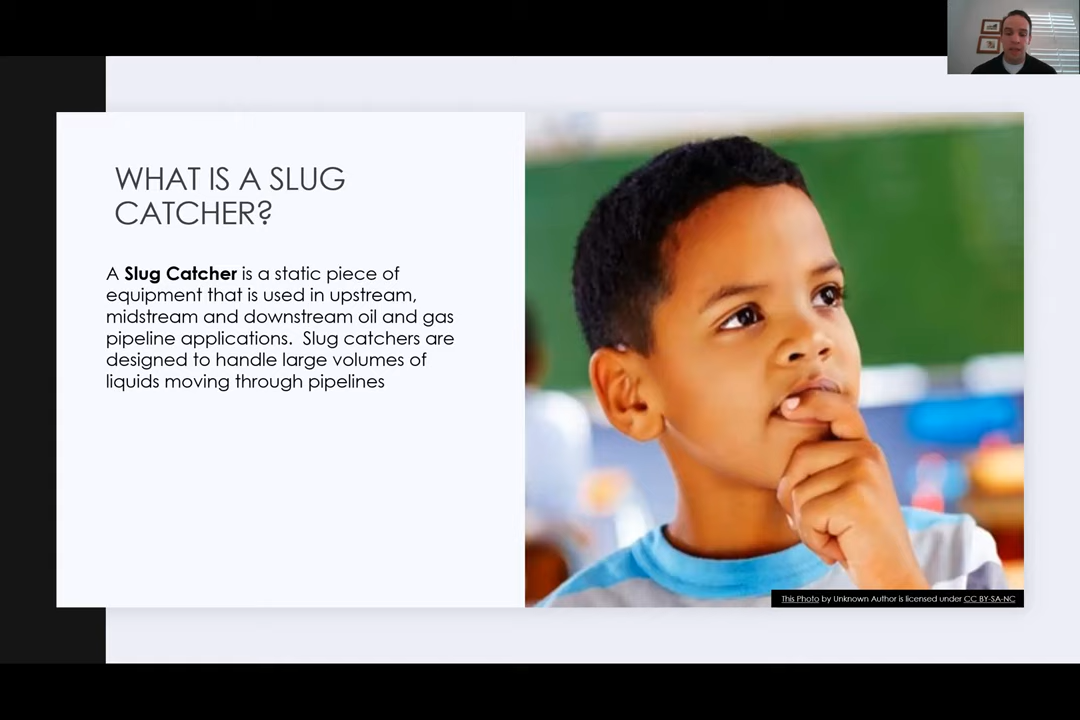 WHAT IS A SLUG
CATCHER?
A Slug Catcher is a static piece of
equipment that is used in upstream,
midstream and downstream oil and gas
pipeline applications.  Slug catchers are
designed to handle large volumes of
liquids moving through pipelines
This Photo by Unknown Author is licensed under CC BY-SA-NC